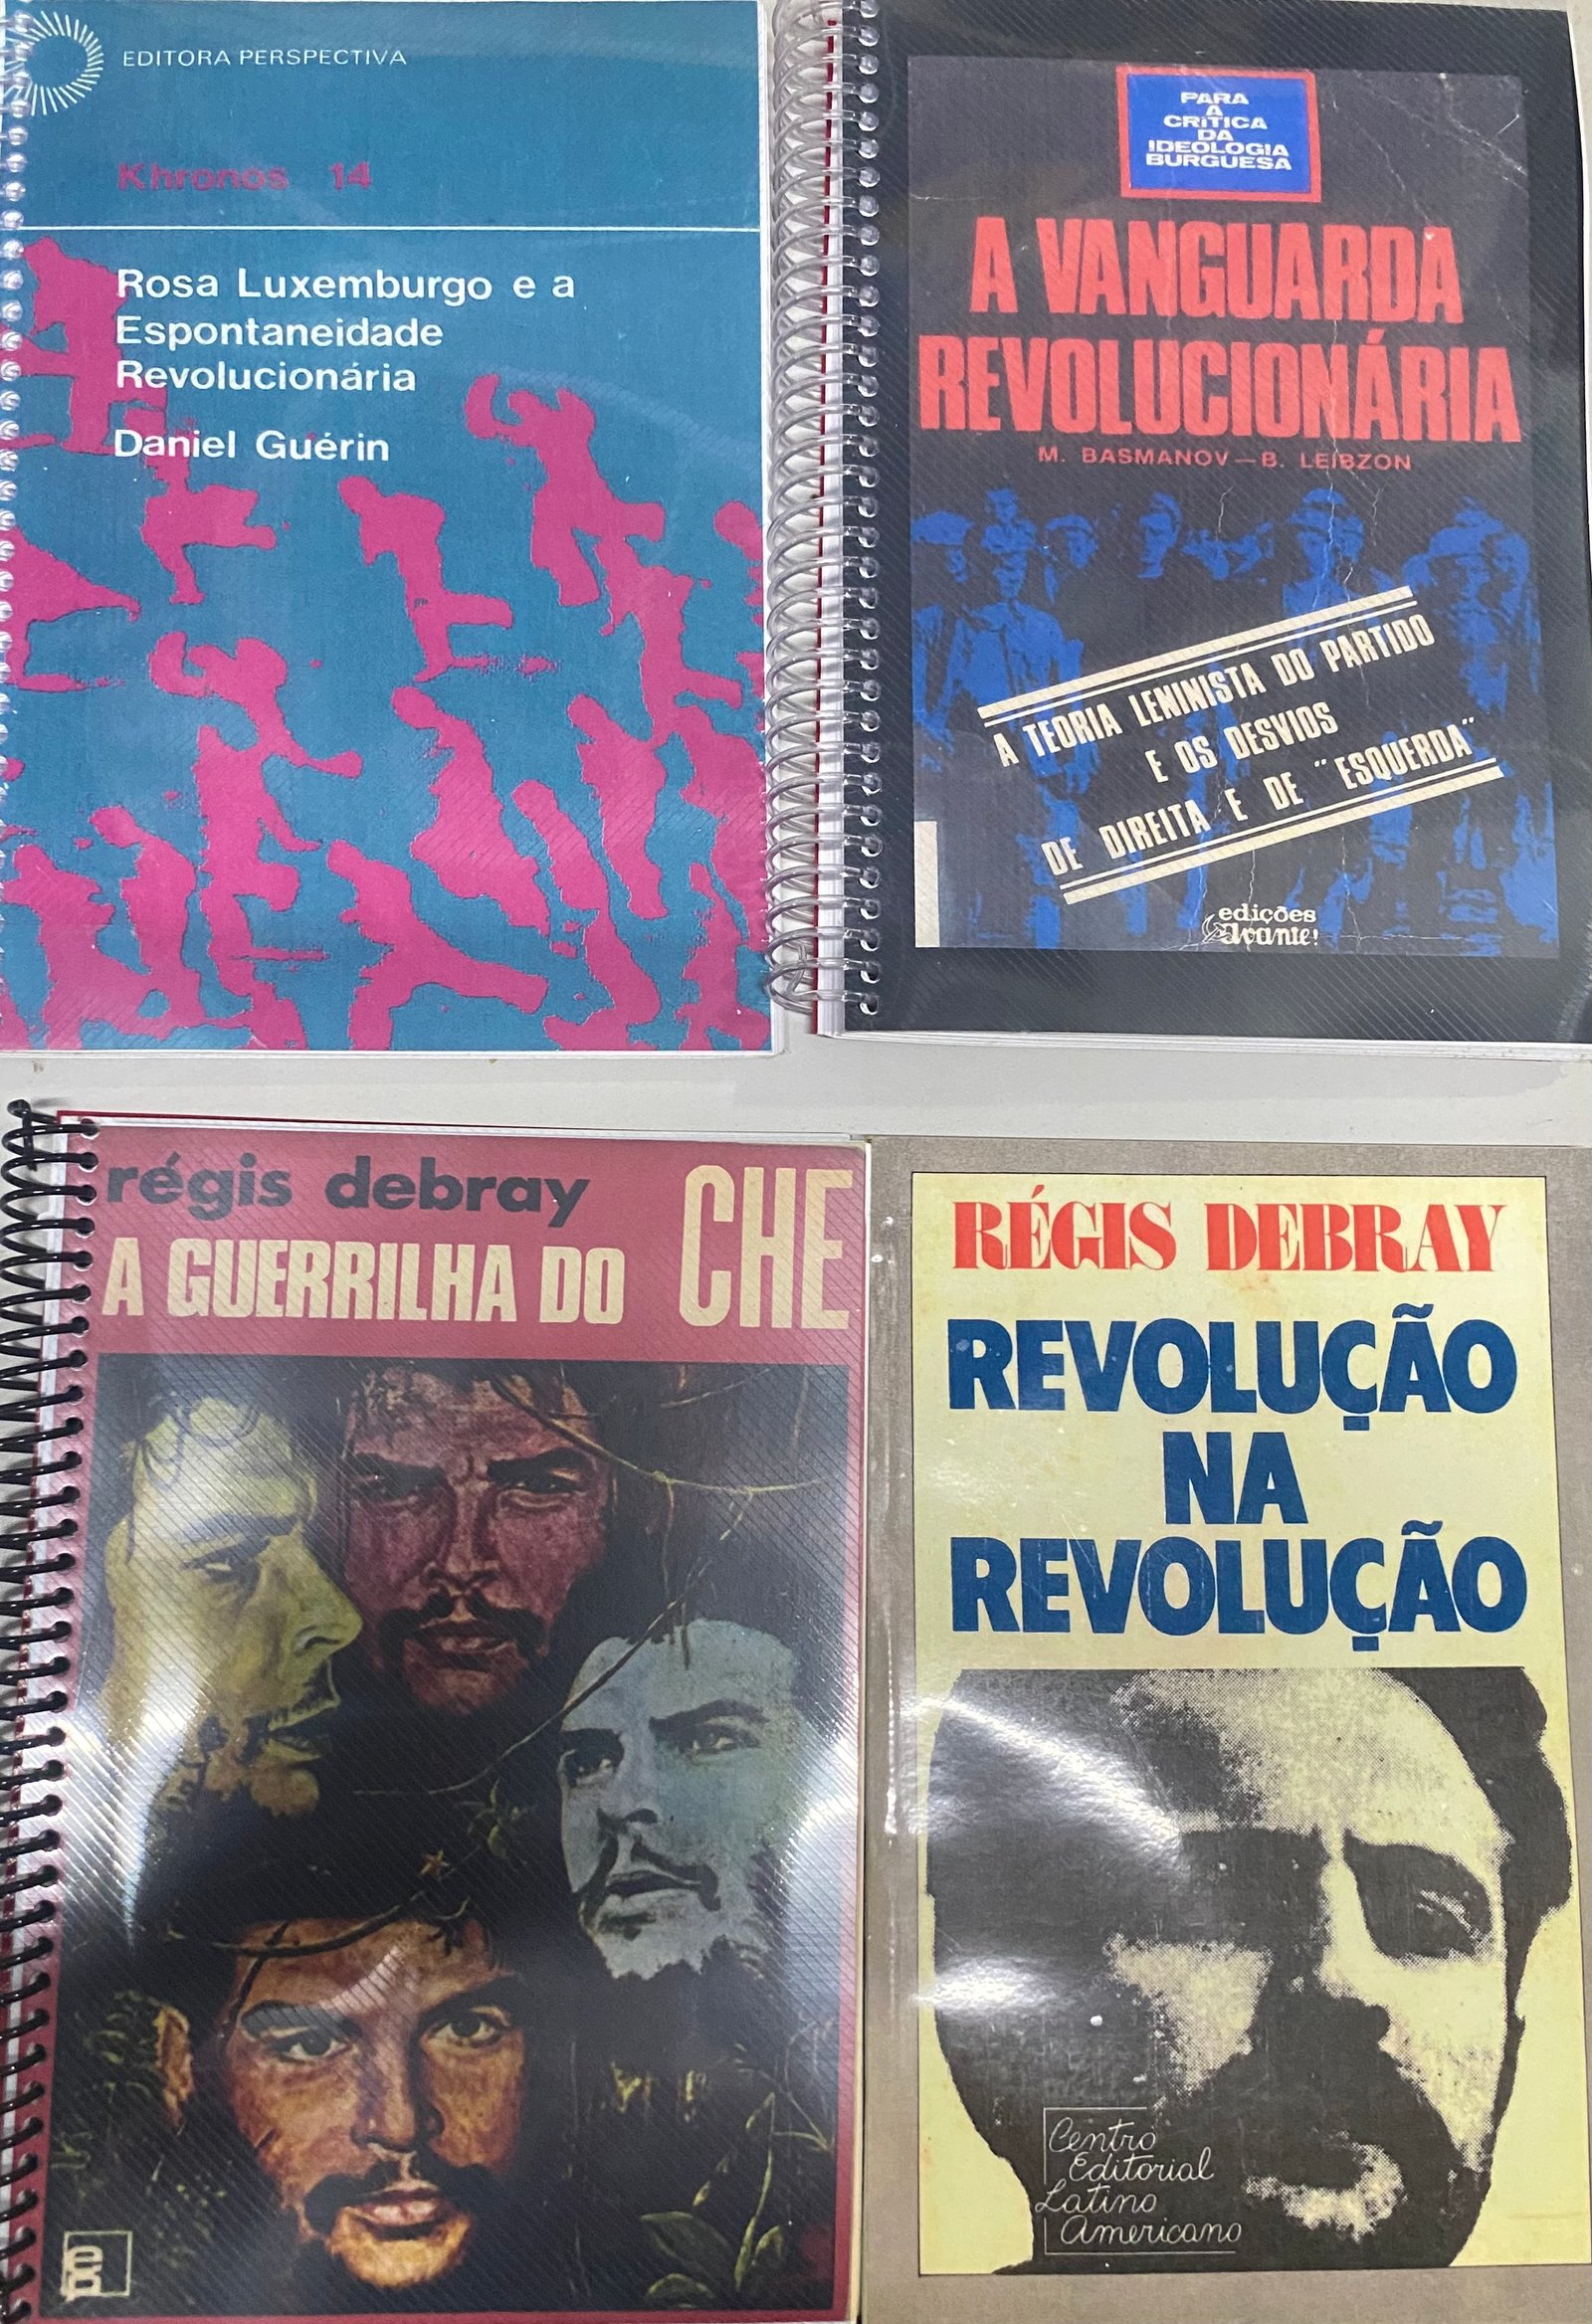 EDITORA PERSPECTIVA
Khronos 14
Rosa Luxemburgo e a
Espontaneidade
Revolucionária
Daniel Guérin
PARA
A
CRÍTICA
DA
IDEOLOGIA
BURGUESA
A VANGUARDA
REVOLUCIONÁRIA
M. BASMANOV — B. LEIBZON
A TEORIA LENINISTA DO PARTIDO
E OS DESVIOS
DE DIREITA E DE "ESQUERDA"
edições
Avante!
régis debray
A GUERRILHA DO CHE
RÉGIS DEBRAY
REVOLUÇÃO
NA
REVOLUÇÃO
Centro
Editorial
Latino
Americano